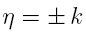 η = ± k